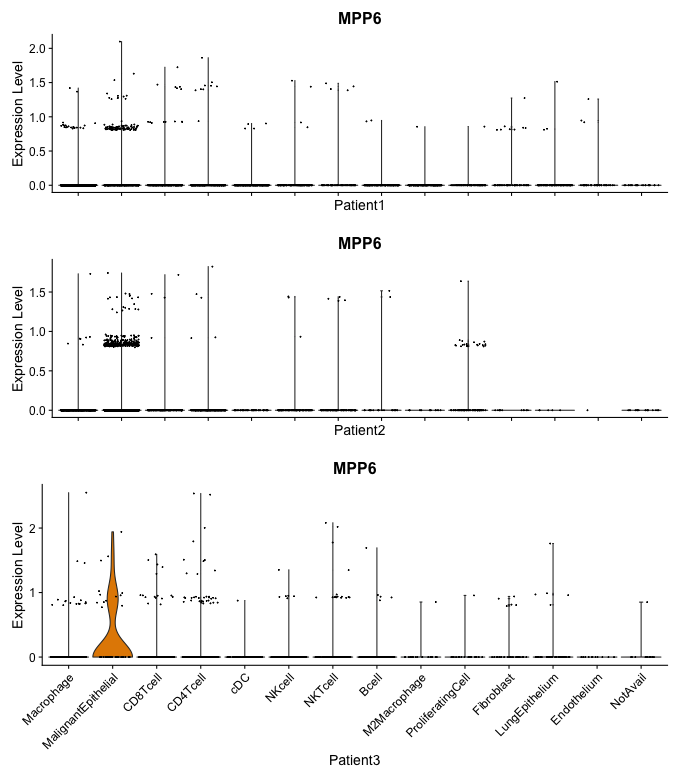 MPP6
Expression Level
2.0
1.5
1.0
0.5
0.0
Patient1
MPP6
Expression Level
1.5
1.0
0.5
0.0
Patient2
MPP6
Expression Level
2
1
0
Macrophage
MalignantEpithelial
CD8Tcell
CD4Tcell
cDC
NKcell
NKTcell
Bcell
M2Macrophage
ProliferatingCell
Fibroblast
LungEpithelium
Endothelium
NotAvail
Patient3